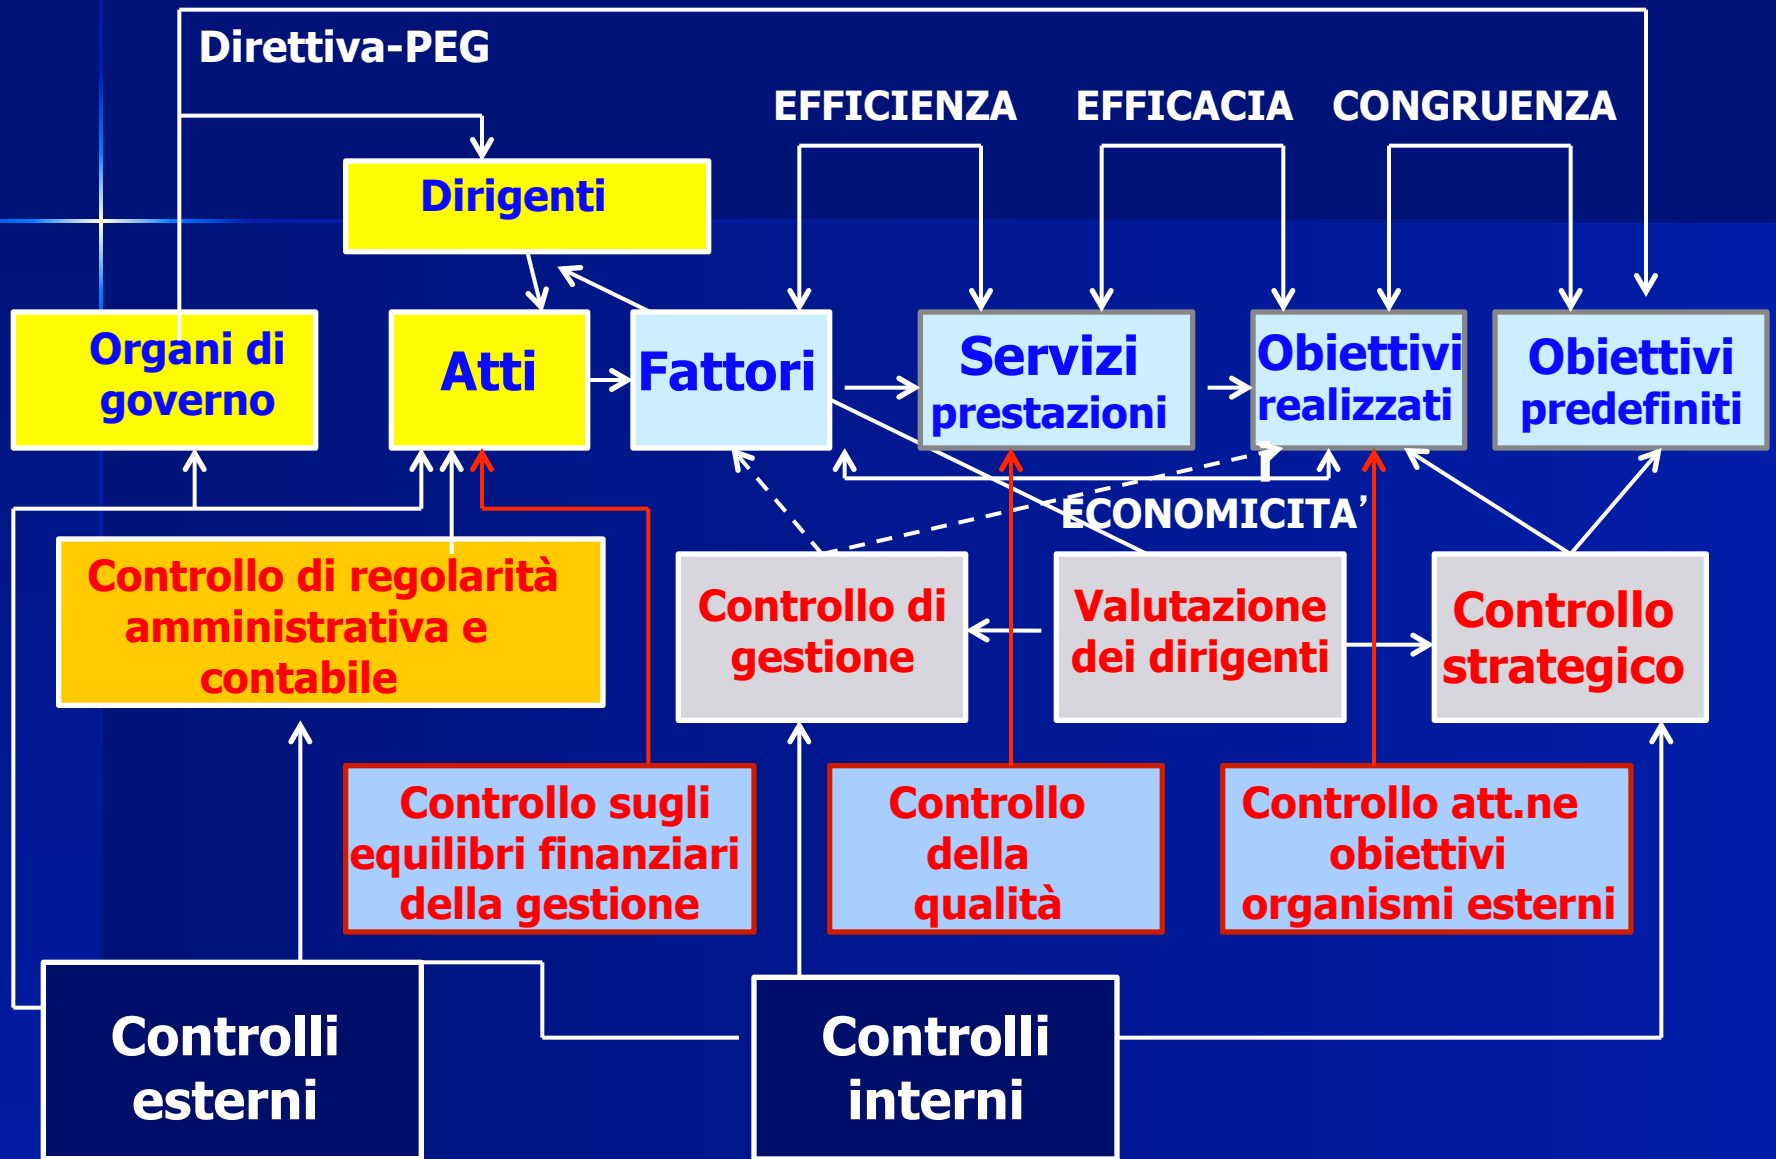 Direttiva-PEG
EFFICIENZA
EFFICACIA
CONGRUENZA
Dirigenti
Organi di
governo
Atti
Fattori
Servizi
prestazioni
Obiettivi
realizzati
Obiettivi
predefiniti
ECONOMICITA’
Controllo di regolarità
amministrativa e
contabile
Controllo di
gestione
Valutazione
dei dirigenti
Controllo
strategico
Controllo sugli
equilibri finanziari
della gestione
Controllo
della
qualità
Controllo att.ne
obiettivi
organismi esterni
Controlli
esterni
Controlli
interni